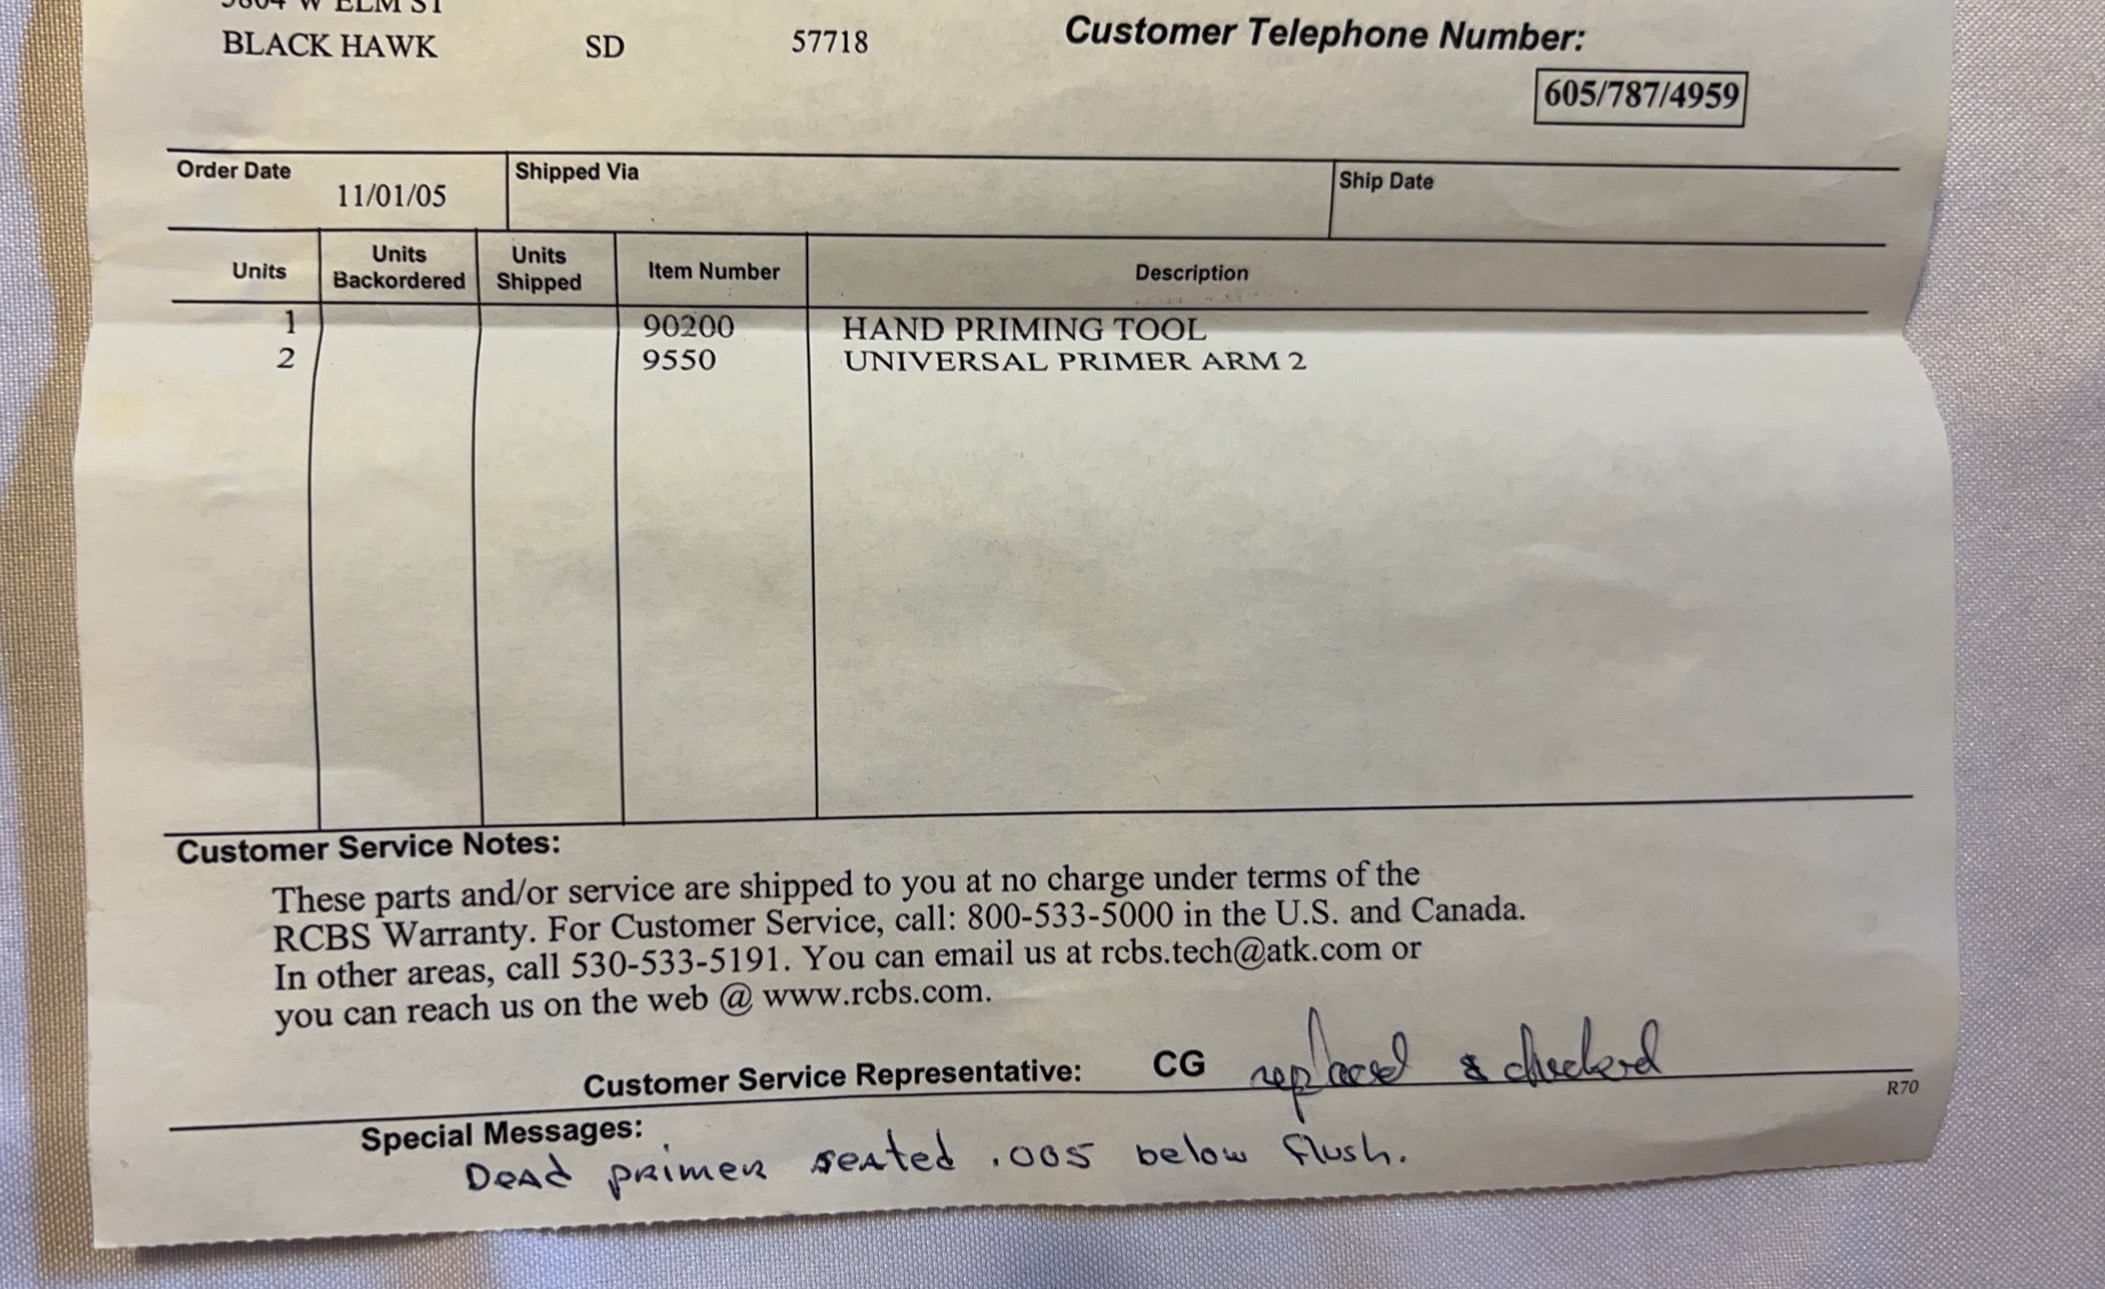 W ELM ST
BLACK HAWK SD 57718
Customer Telephone Number:
605/787/4959
Order Date 11/01/05 Shipped Via Ship Date
Units Units Backordered Units Shipped Item Number Description
1 90200 HAND PRIMING TOOL
2 9550 UNIVERSAL PRIMER ARM 2
Customer Service Notes:
These parts and/or service are shipped to you at no charge under terms of the
RCBS Warranty. For Customer Service, call: 800-533-5000 in the U.S. and Canada.
In other areas, call 530-533-5191. You can email us at rcbs.tech@atk.com or
you can reach us on the web @ www.rcbs.com.
Customer Service Representative: CG replaced & checked
R70
Special Messages:
Dead primer seated .005 below flush.